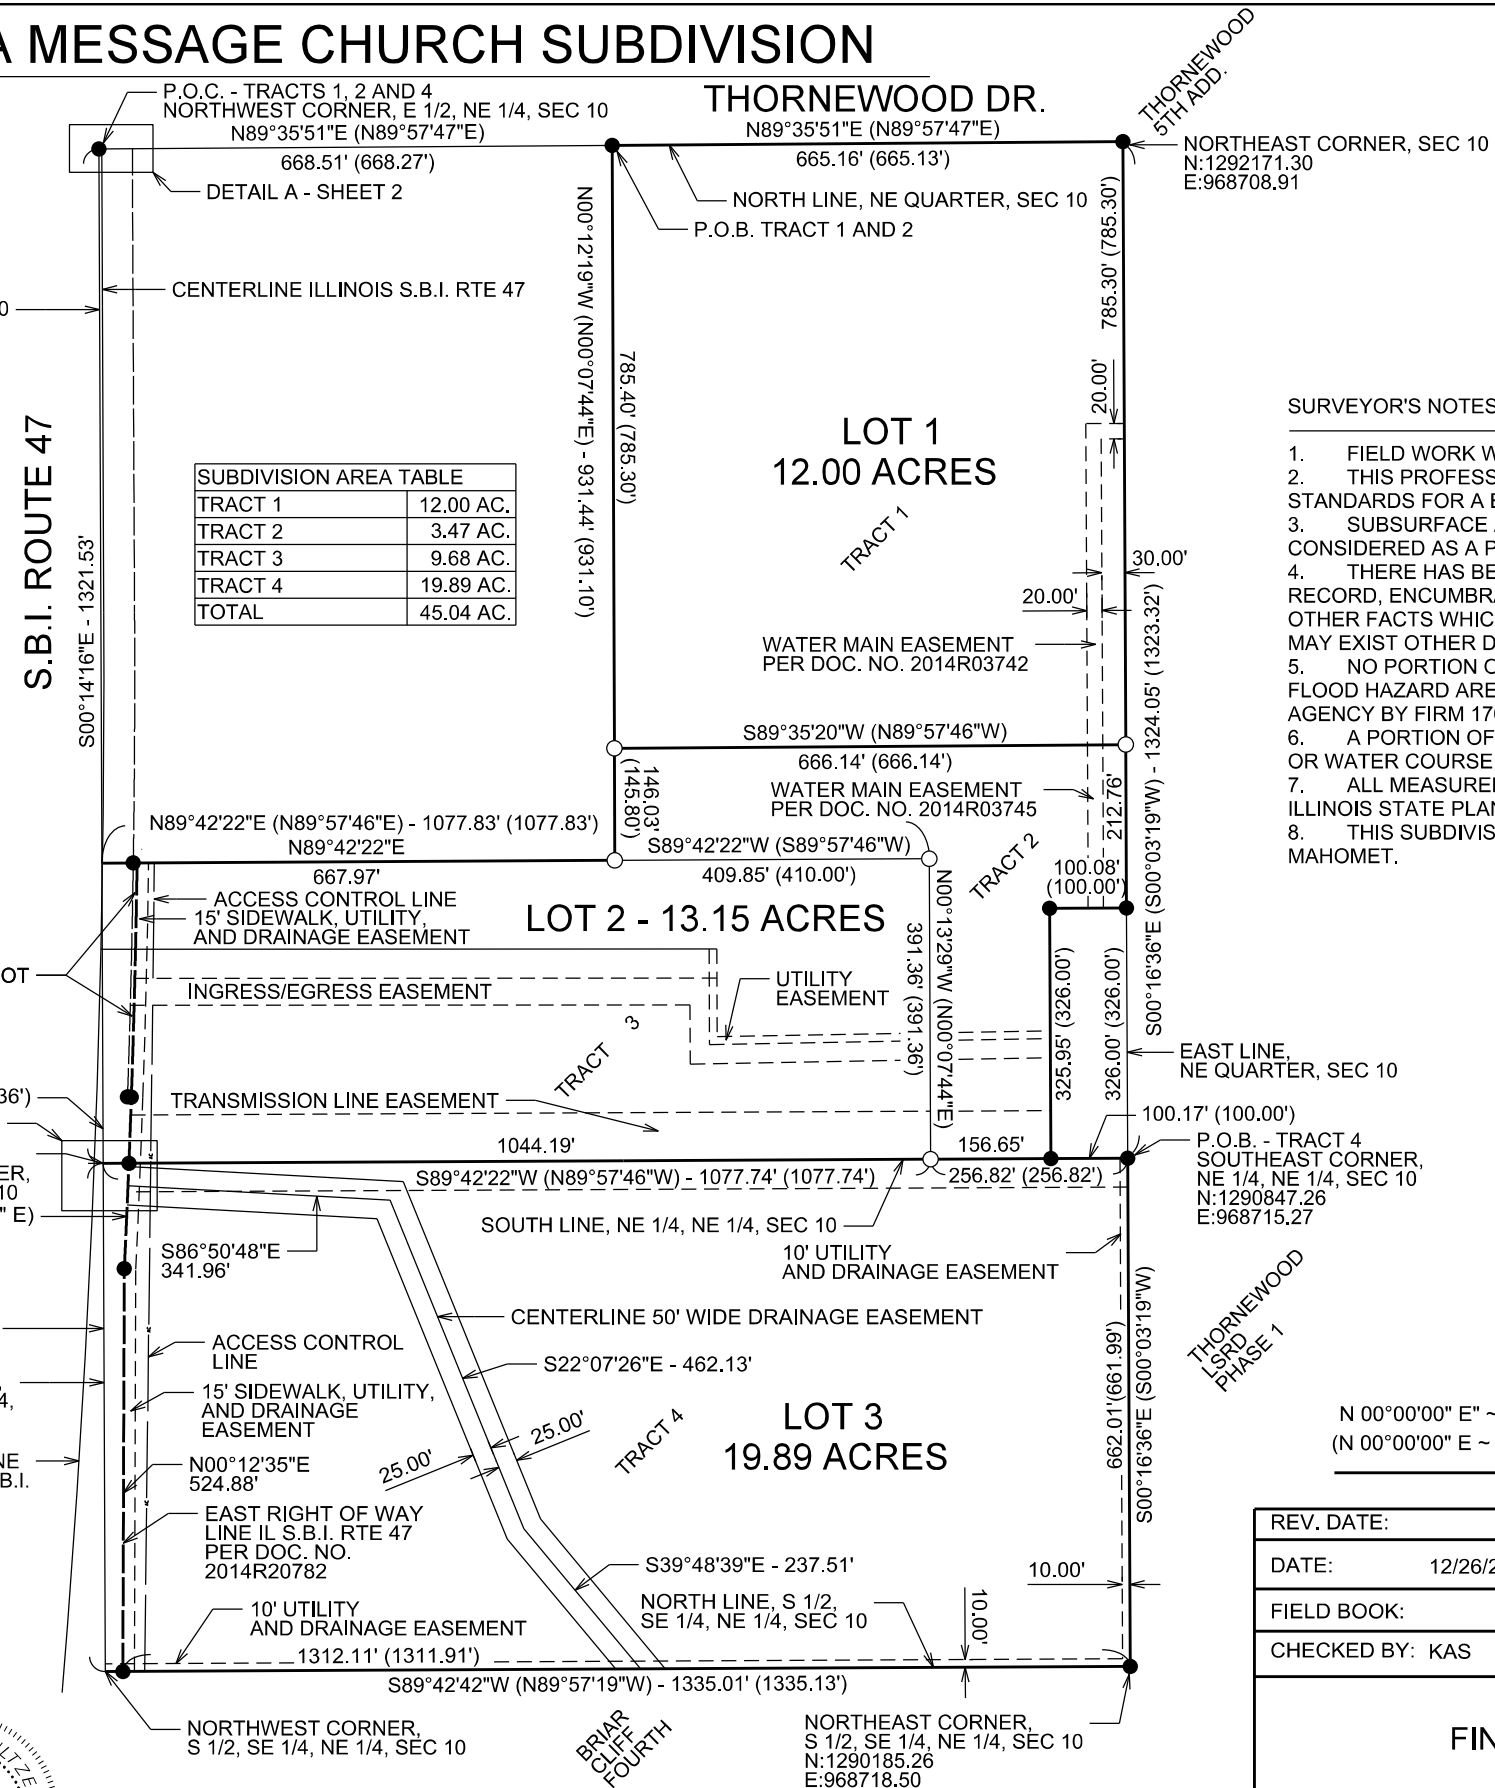 A MESSAGE CHURCH SUBDIVISION
THORNEWOOD
5TH ADD.
P.O.C. - TRACTS 1, 2 AND 4
NORTHWEST CORNER, E 1/2, NE 1/4, SEC 10
THORNEWOOD DR.
N89°35'51"E (N89°57'47"E)
668.51' (668.27')
N89°35'51"E (N89°57'47"E)
665.16' (665.13')
NORTHEAST CORNER, SEC 10
N:1292171.30
E:968708.91
DETAIL A - SHEET 2
NORTH LINE, NE QUARTER, SEC 10
P.O.B. TRACT 1 AND 2
785.30' (785.30')
N00°12'19"W (N00°07'44"E) - 931.44' (931.10')
CENTERLINE ILLINOIS S.B.I. RTE 47
0
785.40' (785.30')
20.00'
S.B.I. ROUTE 47
S00°14'16"E - 1321.53'
LOT 1
12.00 ACRES
TRACT 1
SUBDIVISION AREA TABLE
TRACT 1 12.00 AC.
TRACT 2 3.47 AC.
TRACT 3 9.68 AC.
TRACT 4 19.89 AC.
TOTAL 45.04 AC.
SURVEYOR'S NOTES
1. FIELD WORK W
2. THIS PROFESS
STANDARDS FOR A
3. SUBSURFACE
CONSIDERED AS A P
4. THERE HAS BE
RECORD, ENCUMBRA
OTHER FACTS WHIC
MAY EXIST OTHER D
5. NO PORTION O
FLOOD HAZARD ARE
AGENCY BY FIRM 170
6. A PORTION OF
OR WATER COURSE
7. ALL MEASUREM
ILLINOIS STATE PLAN
8. THIS SUBDIVIS
MAHOMET.
30.00'
20.00'
WATER MAIN EASEMENT
PER DOC. NO. 2014R03742
S00°16'36"E (S00°03'19"W) - 1324.05' (1323.32')
S89°35'20"W (N89°57'46"W)
666.14' (666.14')
146.03'
(145.80')
WATER MAIN EASEMENT
PER DOC. NO. 2014R03745
212.76'
N89°42'22"E (N89°57'46"E) - 1077.83' (1077.83')
N89°42'22"E
667.97'
S89°42'22"W (S89°57'46"W)
409.85' (410.00')
TRACT 2
100.08'
(100.00')
ACCESS CONTROL LINE
15' SIDEWALK, UTILITY,
AND DRAINAGE EASEMENT
LOT 2 - 13.15 ACRES
N00°13'29"W (N00°07'44"E)
391.36' (391.36')
OT
INGRESS/EGRESS EASEMENT
UTILITY
EASEMENT
TRACT 3
325.95' (326.00')
326.00' (326.00')
EAST LINE,
NE QUARTER, SEC 10
36')
TRANSMISSION LINE EASEMENT
100.17' (100.00')
1044.19'
156.65'
S89°42'22"W (N89°57'46"W) - 1077.74' (1077.74')
256.82' (256.82')
P.O.B. - TRACT 4
SOUTHEAST CORNER,
NE 1/4, NE 1/4, SEC 10
N:1290847.26
E:968715.27
ER,
10
" E)
SOUTH LINE, NE 1/4, NE 1/4, SEC 10
S86°50'48"E
341.96'
10' UTILITY
AND DRAINAGE EASEMENT
CENTERLINE 50' WIDE DRAINAGE EASEMENT
ACCESS CONTROL
LINE
S22°07'26"E - 462.13'
THORNEWOOD
LSRD
PHASE 1
662.01'(661.99')
S00°16'36"E (S00°03'19"W)
4,
15' SIDEWALK, UTILITY,
AND DRAINAGE
EASEMENT
25.00'
25.00'
TRACT 4
LOT 3
19.89 ACRES
N 00°00'00" E" ~
(N 00°00'00" E ~
NE
B.I.
N00°12'35"E
524.88'
EAST RIGHT OF WAY
LINE IL S.B.I. RTE 47
PER DOC. NO.
2014R20782
S39°48'39"E - 237.51'
NORTH LINE, S 1/2,
SE 1/4, NE 1/4, SEC 10
10.00'
10.00'
REV. DATE:
DATE: 12/26/2
FIELD BOOK:
CHECKED BY: KAS
10' UTILITY
AND DRAINAGE EASEMENT
1312.11' (1311.91')
S89°42'42"W (N89°57'19"W) - 1335.01' (1335.13')
NORTHWEST CORNER,
S 1/2, SE 1/4, NE 1/4, SEC 10
BRIAR
CLIFF
FOURTH
NORTHEAST CORNER,
S 1/2, SE 1/4, NE 1/4, SEC 10
N:1290185.26
E:968718.50
FIN
LTZE